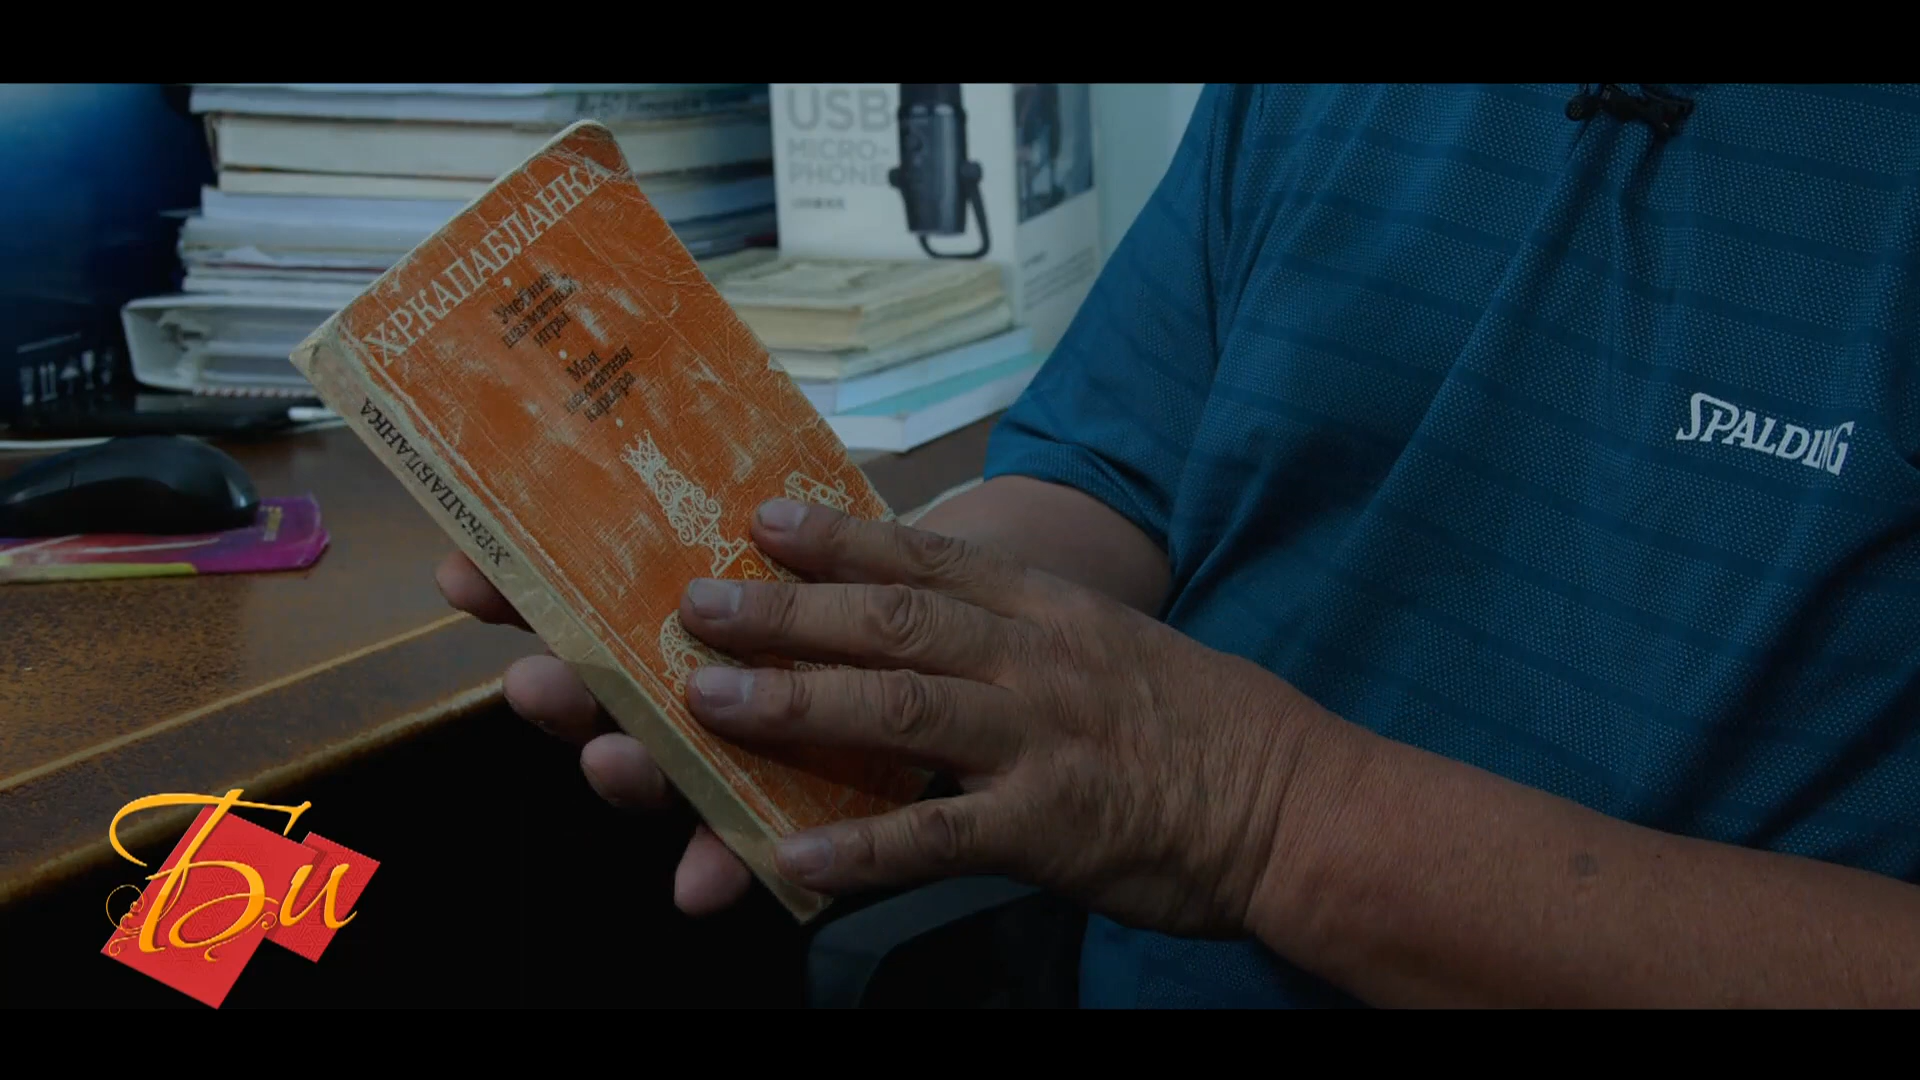 USB
MICRO-
PHONE
Х·Р.КАПАБЛАНКА
Учебник
шахматной
игры
Моя
шахматная
карьера
Х·Р.КАПАБЛАНКА
SPALDING
Би